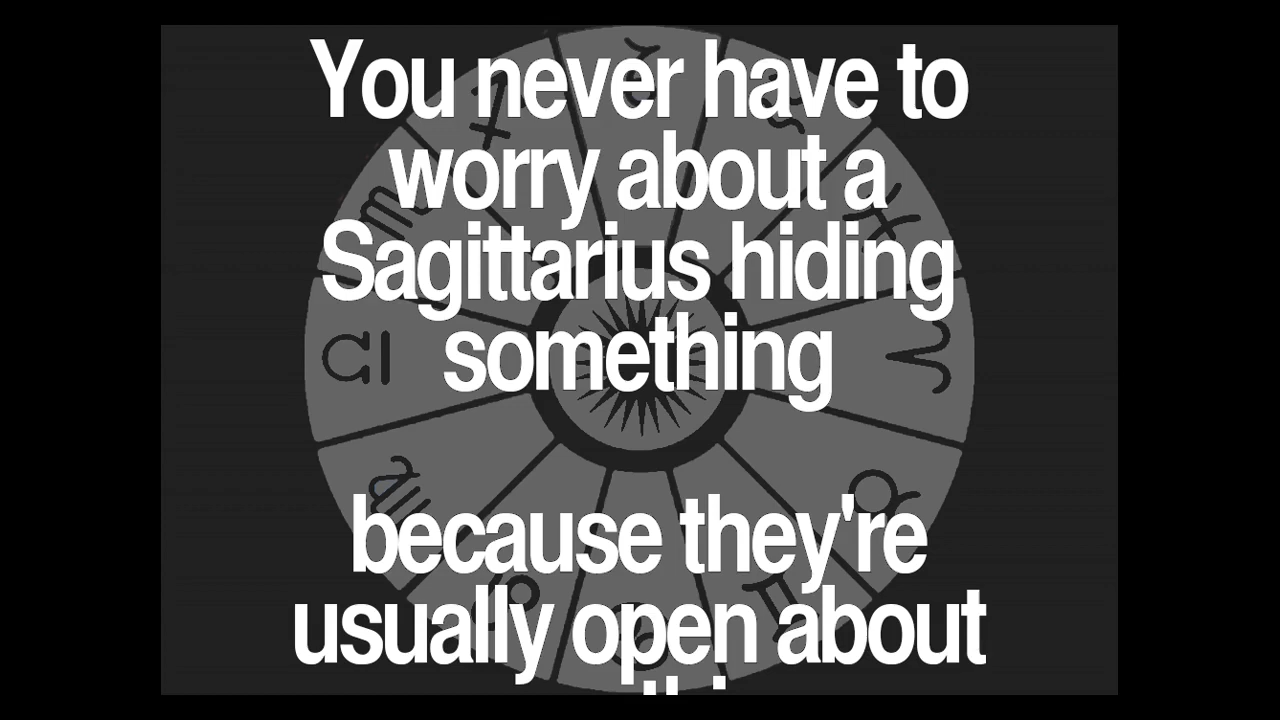 You never have to
worry about a
Sagittarius hiding
something
because they're
usually open about